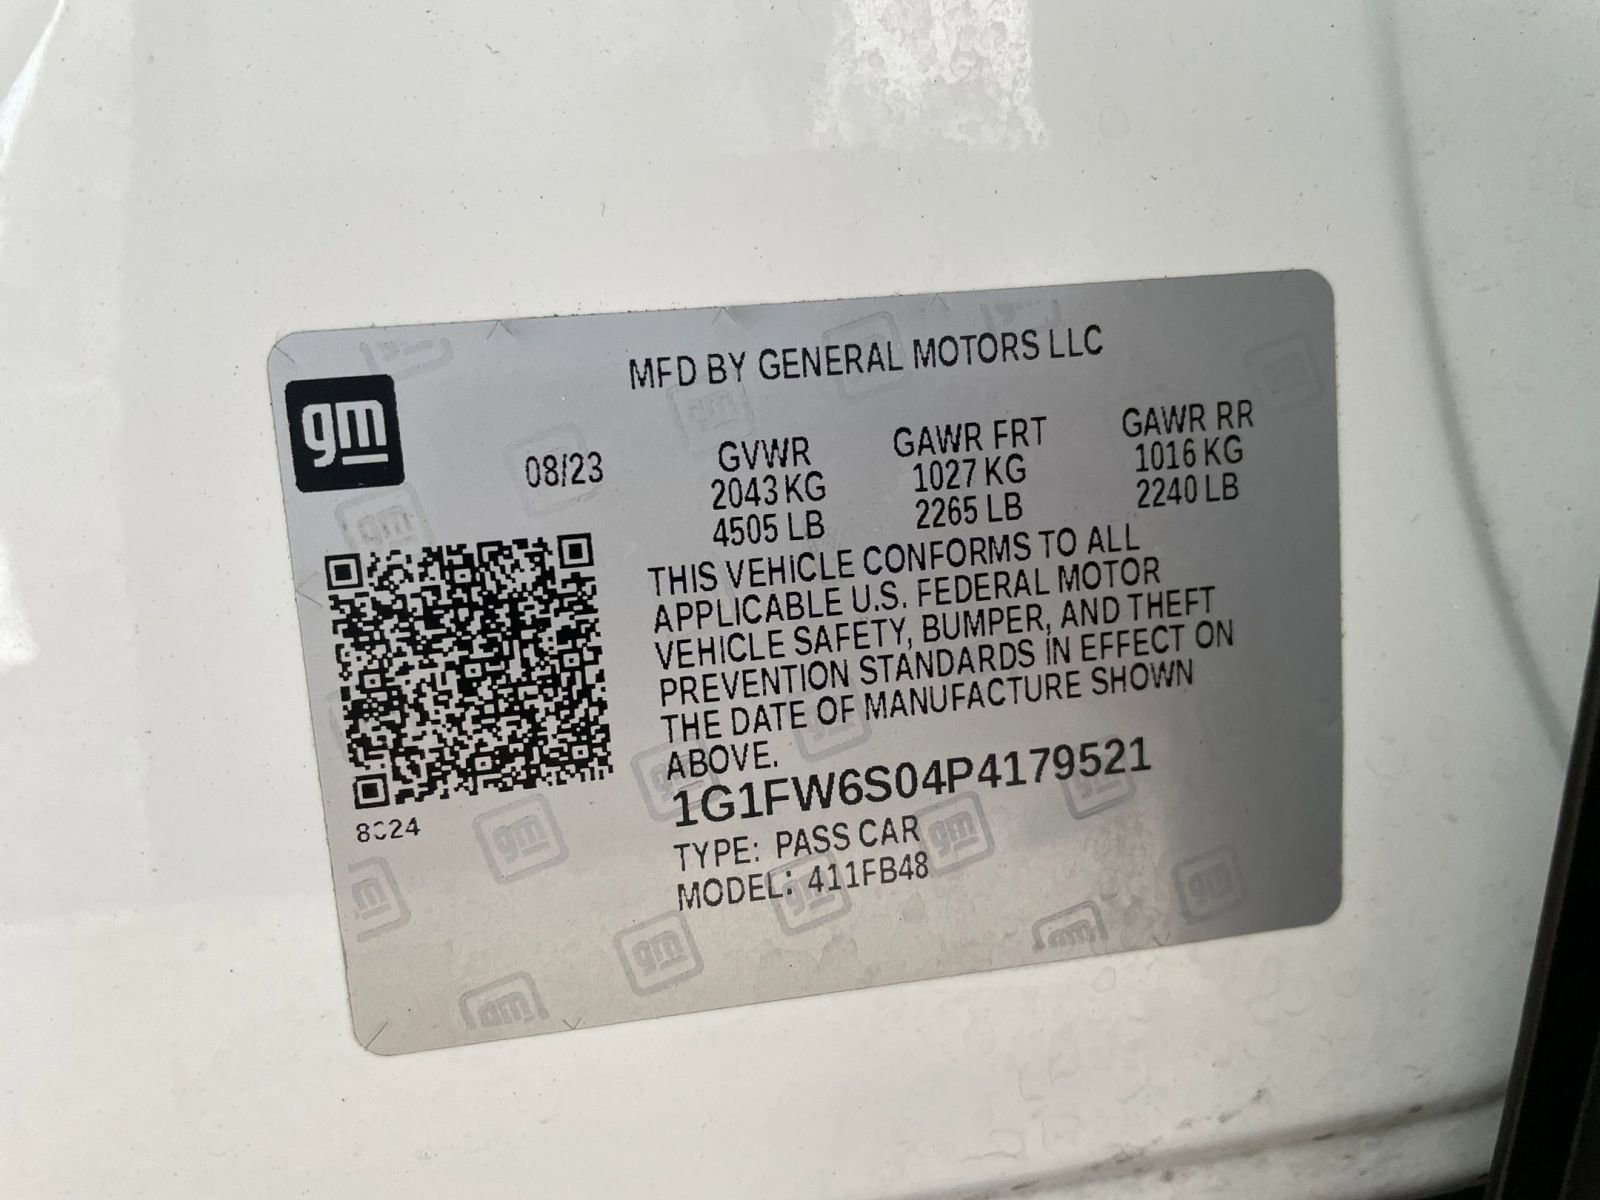 MFD BY GENERAL MOTORS LLC
gm
08/23
GVWR
2043 KG
4505 LB
GAWR FRT
1027 KG
2265 LB
GAWR RR
1016 KG
2240 LB
THIS VEHICLE CONFORMS TO ALL
APPLICABLE U.S. FEDERAL MOTOR
VEHICLE SAFETY, BUMPER, AND THEFT
PREVENTION STANDARDS IN EFFECT ON
THE DATE OF MANUFACTURE SHOWN
ABOVE.
1G1FW6S04P4179521
TYPE: PASS CAR
MODEL: 411FB48